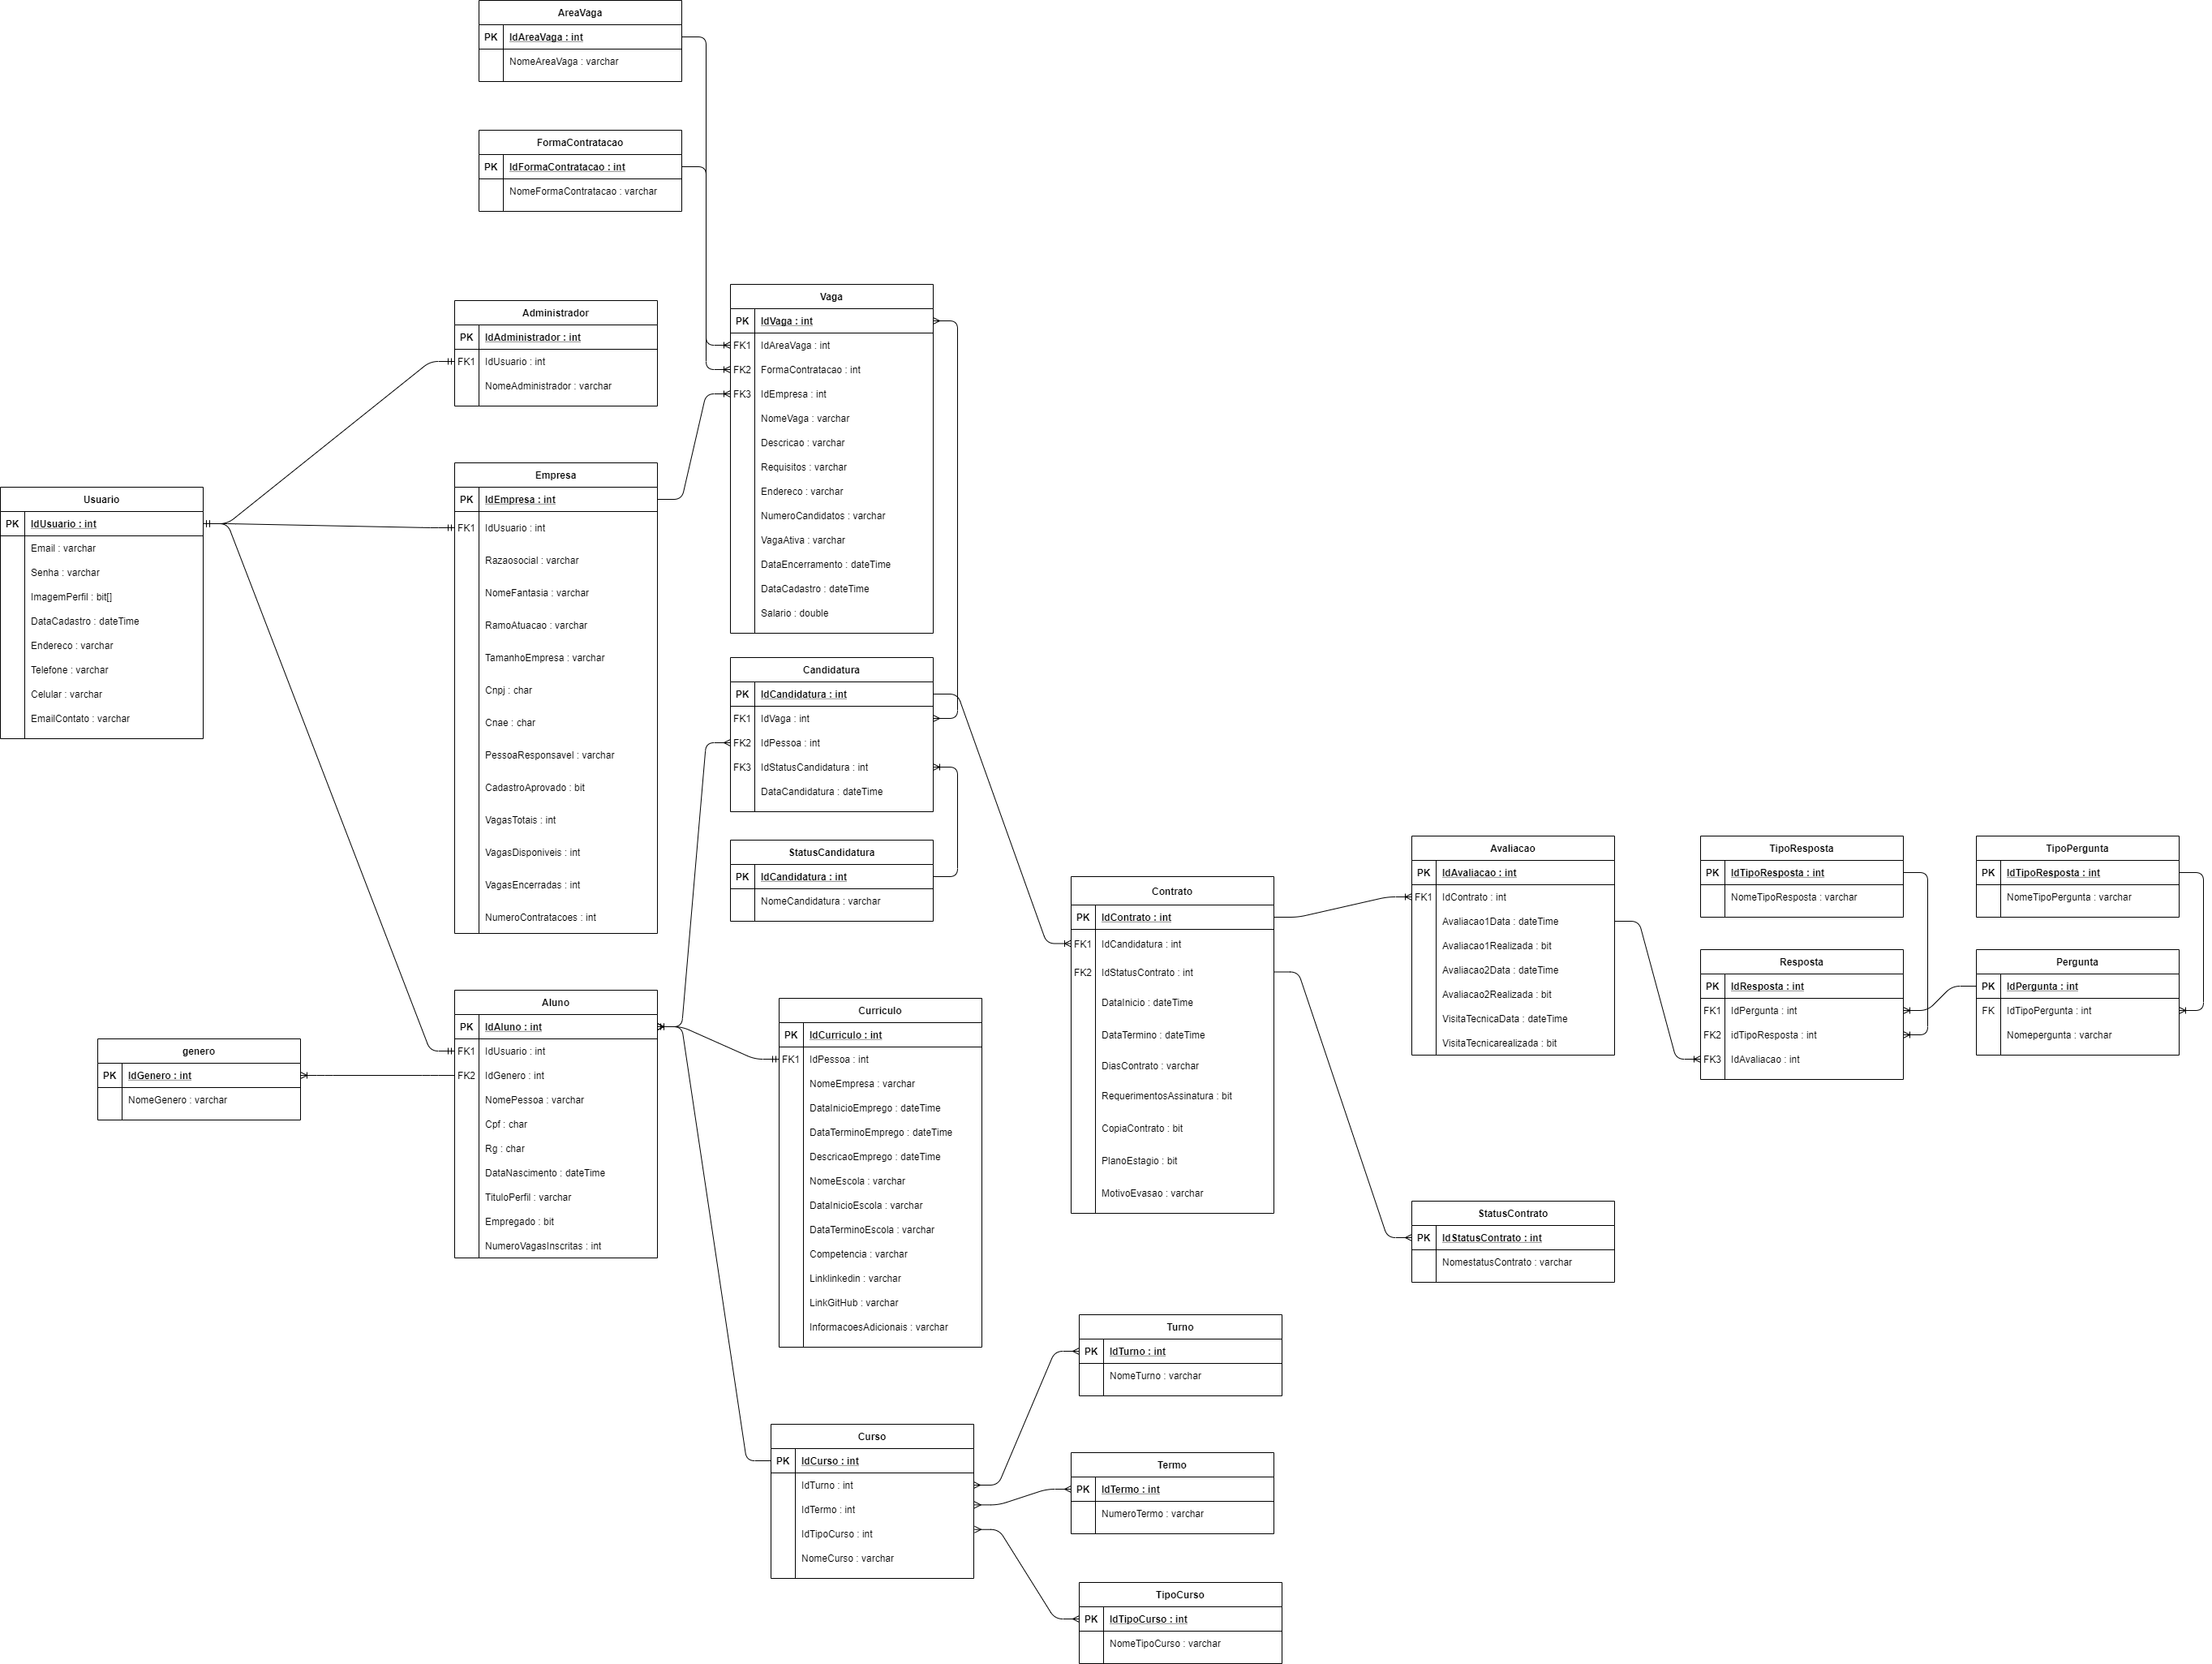 AreaVaga
PK IdAreaVaga : int
NomeAreaVaga : varchar
FormaContratacao
PK IdFormaContratacao : int
NomeFormaContratacao : varchar
Administrador
PK IdAdministrador : int
FK1 IdUsuario : int
NomeAdministrador : varchar
Vaga
PK IdVaga : int
FK1 IdAreaVaga : int
FK2 FormaContratacao : int
FK3 IdEmpresa : int
NomeVaga : varchar
Descricao : varchar
Requisitos : varchar
Endereco : varchar
NumeroCandidatos : varchar
VagaAtiva : varchar
DataEncerramento : dateTime
DataCadastro : dateTime
Salario : double
Usuario
PK IdUsuario : int
Email : varchar
Senha : varchar
ImagemPerfil : bit[]
DataCadastro : dateTime
Endereco : varchar
Telefone : varchar
Celular : varchar
EmailContato : varchar
Empresa
PK IdEmpresa : int
FK1 IdUsuario : int
Razaosocial : varchar
NomeFantasia : varchar
RamoAtuacao : varchar
TamanhoEmpresa : varchar
Cnpj : char
Cnae : char
PessoaResponsavel : varchar
CadastroAprovado : bit
VagasTotais : int
VagasDisponiveis : int
VagasEncerradas : int
NumeroContratacoes : int
Candidatura
PK IdCandidatura : int
FK1 IdVaga : int
FK2 IdPessoa : int
FK3 IdStatusCandidatura : int
DataCandidatura : dateTime
StatusCandidatura
PK IdCandidatura : int
NomeCandidatura : varchar
Contrato
PK IdContrato : int
FK1 IdCandidatura : int
FK2 IdStatusContrato : int
DataInicio : dateTime
DataTermino : dateTime
DiasContrato : varchar
RequerimentosAssinatura : bit
CopiaContrato : bit
PlanoEstagio : bit
MotivoEvasao : varchar
Avaliacao
PK IdAvaliacao : int
FK1 IdContrato : int
Avaliacao1Data : dateTime
Avaliacao1Realizada : bit
Avaliacao2Data : dateTime
Avaliacao2Realizada : bit
VisitaTecnicaData : dateTime
VisitaTecnicarealizada : bit
TipoResposta
PK IdTipoResposta : int
NomeTipoResposta : varchar
TipoPergunta
PK IdTipoResposta : int
NomeTipoPergunta : varchar
Resposta
PK IdResposta : int
FK1 IdPergunta : int
FK2 idTipoResposta : int
FK3 IdAvaliacao : int
Pergunta
PK IdPergunta : int
FK IdTipoPergunta : int
Nomepergunta : varchar
genero
PK IdGenero : int
NomeGenero : varchar
Aluno
PK IdAluno : int
FK1 IdUsuario : int
FK2 IdGenero : int
NomePessoa : varchar
Cpf : char
Rg : char
DataNascimento : dateTime
TituloPerfil : varchar
Empregado : bit
NumeroVagasInscritas : int
Curriculo
PK IdCurriculo : int
FK1 IdPessoa : int
NomeEmpresa : varchar
DataInicioEmprego : dateTime
DataTerminoEmprego : dateTime
DescricaoEmprego : dateTime
NomeEscola : varchar
DataInicioEscola : varchar
DataTerminoEscola : varchar
Competencia : varchar
Linklinkedin : varchar
LinkGitHub : varchar
InformacoesAdicionais : varchar
StatusContrato
PK IdStatusContrato : int
NomestatusContrato : varchar
Turno
PK IdTurno : int
NomeTurno : varchar
Curso
PK IdCurso : int
IdTurno : int
IdTermo : int
IdTipoCurso : int
NomeCurso : varchar
Termo
PK IdTermo : int
NumeroTermo : varchar
TipoCurso
PK IdTipoCurso : int
NomeTipoCurso : varchar